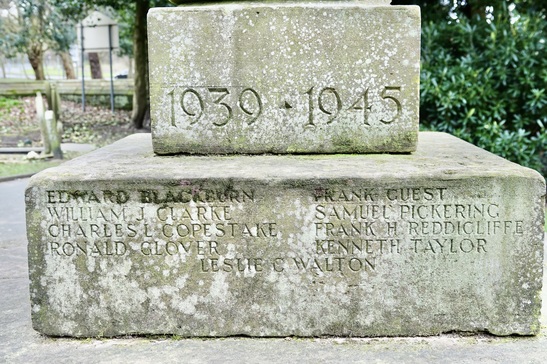 1939 · 1945
EDWARD BLACKBURN FRANK GUEST
WILLIAM J. CLARKE SAMUEL PICKERING
CHARLES L. COPESTAKE FRANK H. REDDICLIFFE
RONALD GLOVER KENNETH TAYLOR
LESLIE G. WALTON